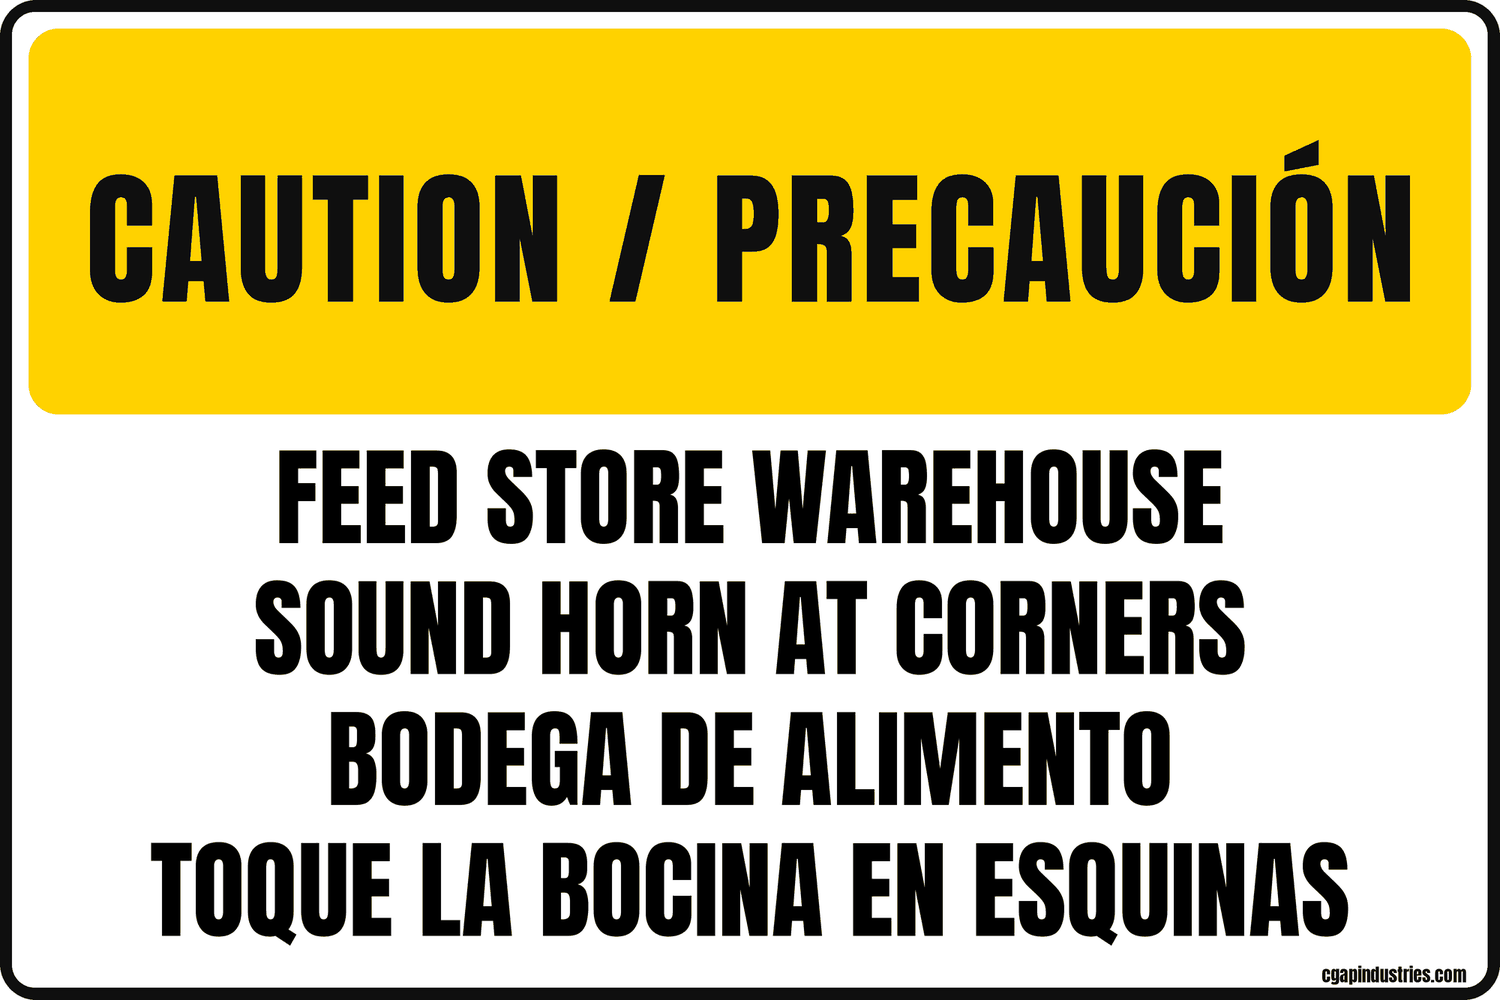 CAUTION / PRECAUCIÓN
FEED STORE WAREHOUSE
SOUND HORN AT CORNERS
BODEGA DE ALIMENTO
TOQUE LA BOCINA EN ESQUINAS
cgapindustries.com